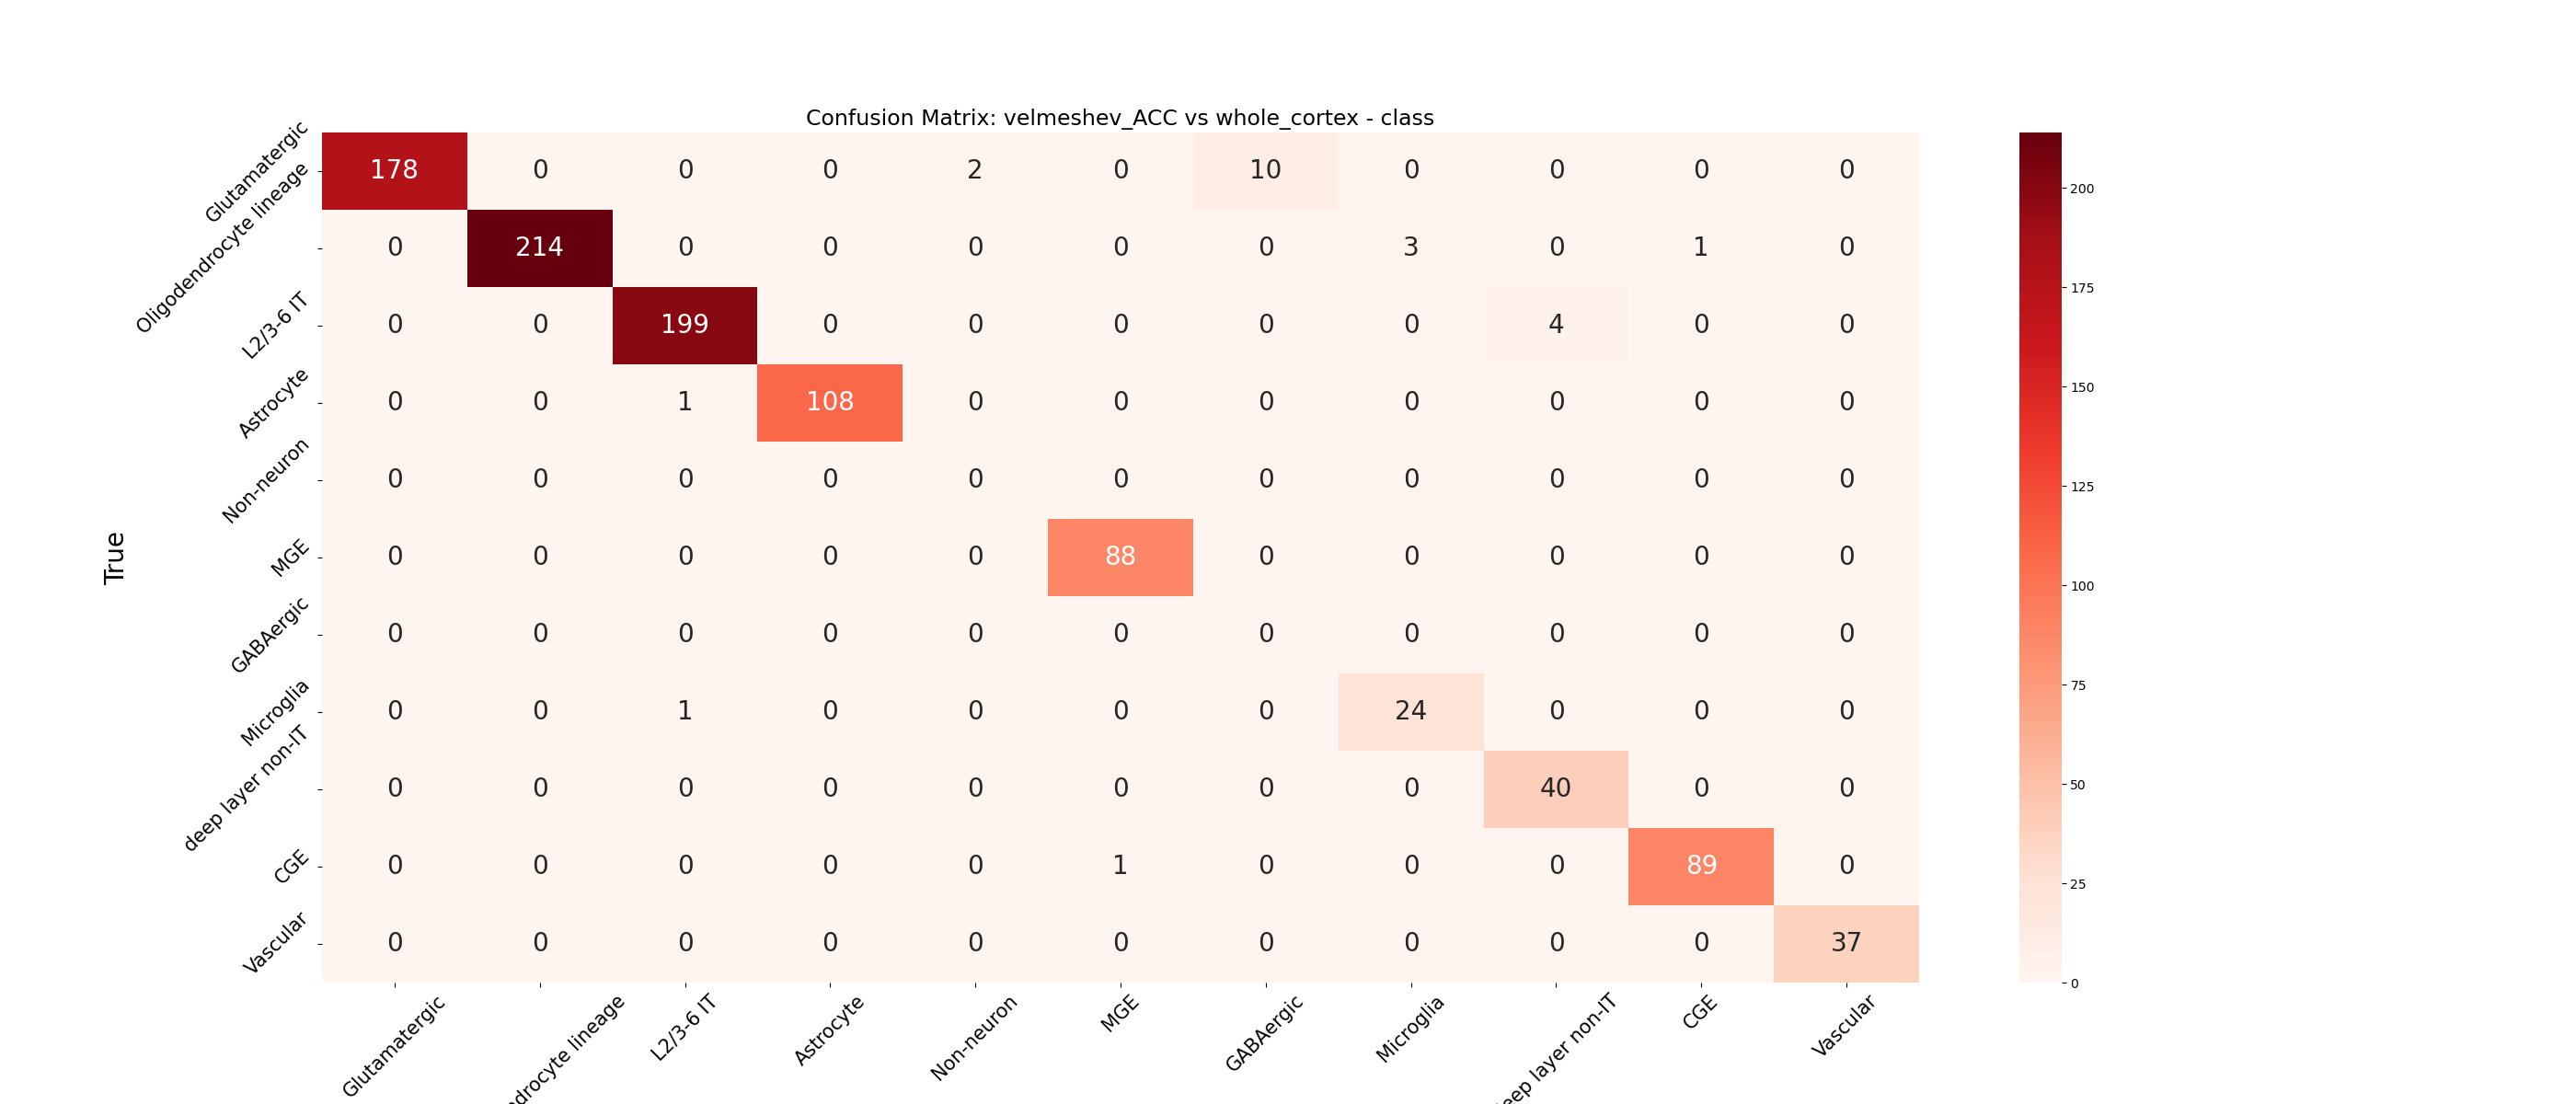 Confusion Matrix: velmeshev_ACC vs whole_cortex - class
True
Glutamatergic 178 0 0 0 2 0 10 0 0 0 0
Oligodendrocyte lineage 0 214 0 0 0 0 0 3 0 1 0
L2/3-6 IT 0 0 199 0 0 0 0 0 4 0 0
Astrocyte 0 0 1 108 0 0 0 0 0 0 0
Non-neuron 0 0 0 0 0 0 0 0 0 0 0
MGE 0 0 0 0 0 88 0 0 0 0 0
GABAergic 0 0 0 0 0 0 0 0 0 0 0
Microglia 0 0 1 0 0 0 0 24 0 0 0
deep layer non-IT 0 0 0 0 0 0 0 0 40 0 0
CGE 0 0 0 0 0 1 0 0 0 89 0
Vascular 0 0 0 0 0 0 0 0 0 0 37
Glutamatergic
ndrocyte lineage
L2/3-6 IT
Astrocyte
Non-neuron
MGE
GABAergic
Microglia
eep layer non-IT
CGE
Vascular
200
175
150
125
100
75
50
25
0